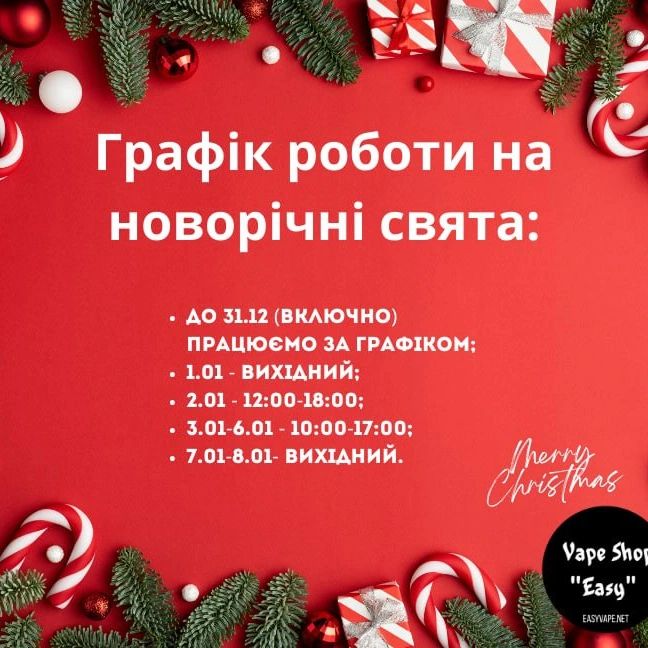 Графік роботи на
новорічні свята:
• ДО 31.12 (ВКЛЮЧНО)
ПРАЦЮЄМО ЗА ГРАФІКОМ;
• 1.01 - ВИХІДНИЙ;
• 2.01 - 12:00-18:00;
• 3.01-6.01 - 10:00-17:00;
• 7.01-8.01- ВИХІДНИЙ.
Merry
Christmas
Vape Shop
"Easy"
EASYVAPE.NET